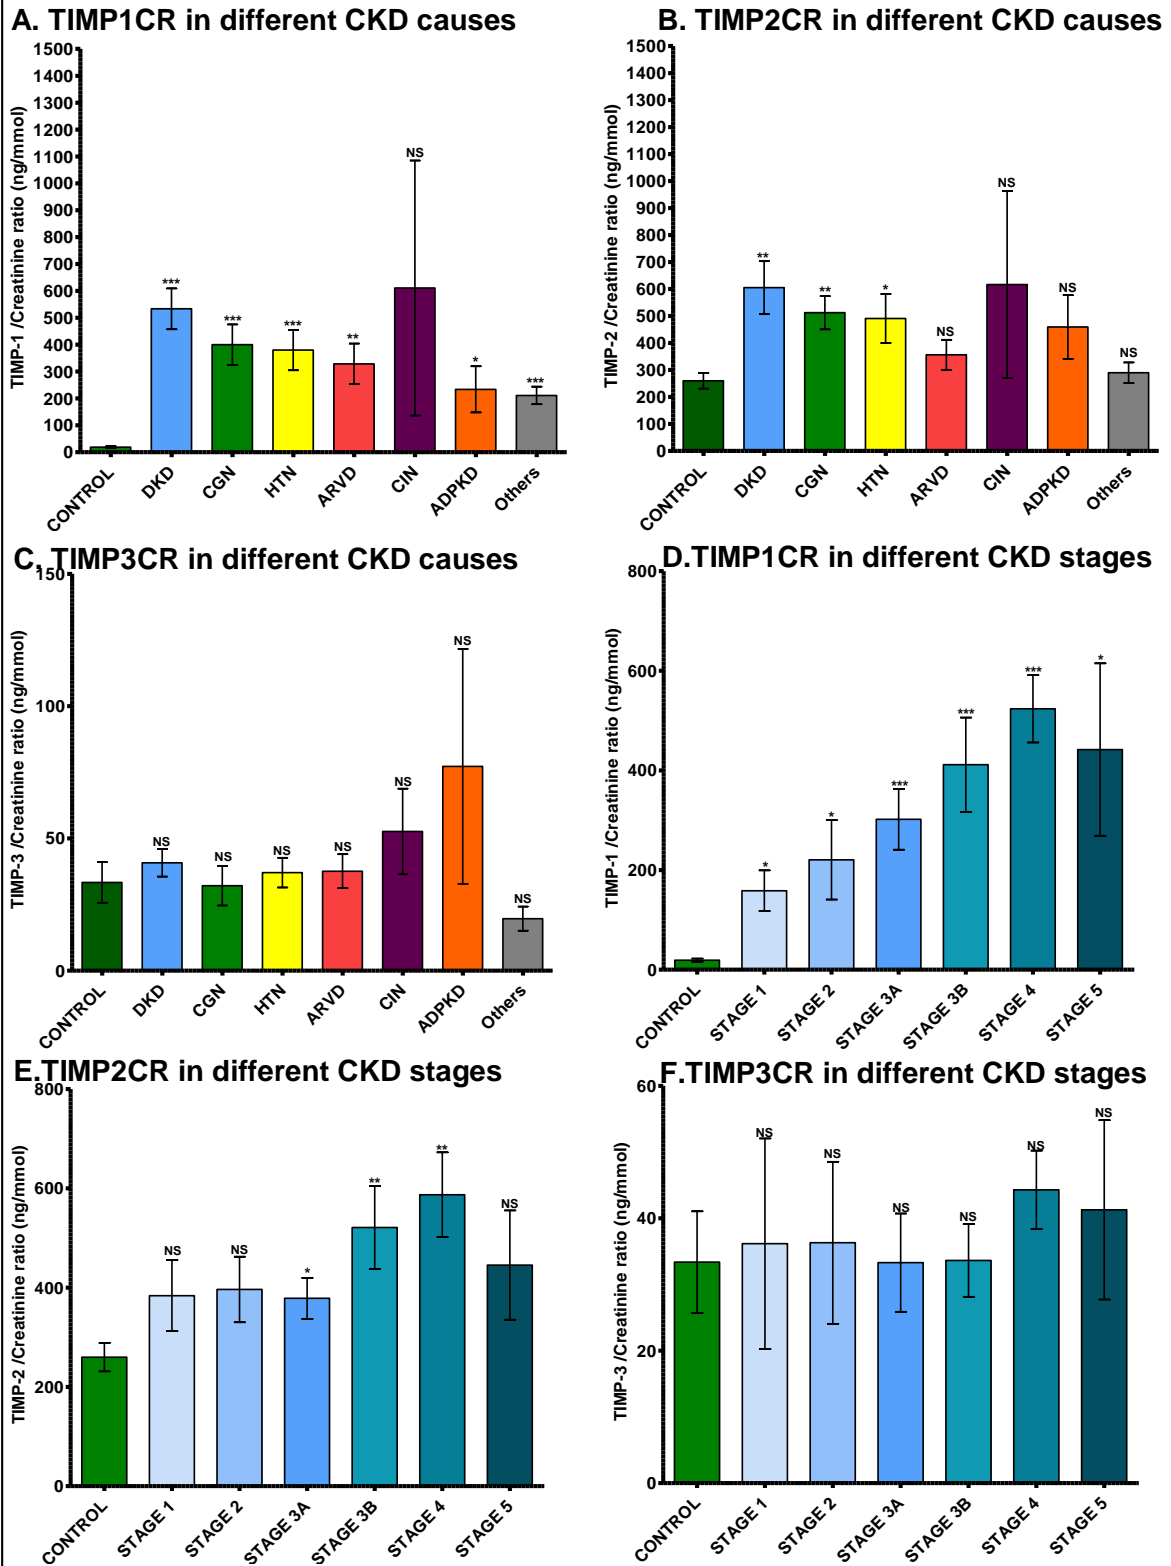 A. TIMP1CR in different CKD causes
TIMP-1 /Creatinine ratio (ng/mmol)
1500
1400
1300
1200
1100
1000
900
800
700
600
500
400
300
200
100
0
***
***
***
**
NS
*
***
CONTROL
DKD
CGN
HTN
ARVD
CIN
ADPKD
Others
B. TIMP2CR in different CKD causes
TIMP-2 /Creatinine ratio (ng/mmol)
1500
1400
1300
1200
1100
1000
900
800
700
600
500
400
300
200
100
0
**
**
*
NS
NS
NS
NS
CONTROL
DKD
CGN
HTN
ARVD
CIN
ADPKD
Others
C. TIMP3CR in different CKD causes
TIMP-3 /Creatinine ratio (ng/mmol)
150
100
50
0
NS
NS
NS
NS
NS
NS
NS
CONTROL
DKD
CGN
HTN
ARVD
CIN
ADPKD
Others
D.TIMP1CR in different CKD stages
TIMP-1 /Creatinine ratio (ng/mmol)
800
600
400
200
0
*
*
***
***
***
*
CONTROL
STAGE 1
STAGE 2
STAGE 3A
STAGE 3B
STAGE 4
STAGE 5
E.TIMP2CR in different CKD stages
TIMP-2 /Creatinine ratio (ng/mmol)
800
600
400
200
0
NS
NS
*
**
**
NS
CONTROL
STAGE 1
STAGE 2
STAGE 3A
STAGE 3B
STAGE 4
STAGE 5
F.TIMP3CR in different CKD stages
TIMP-3 /Creatinine ratio (ng/mmol)
60
40
20
0
NS
NS
NS
NS
NS
NS
CONTROL
STAGE 1
STAGE 2
STAGE 3A
STAGE 3B
STAGE 4
STAGE 5